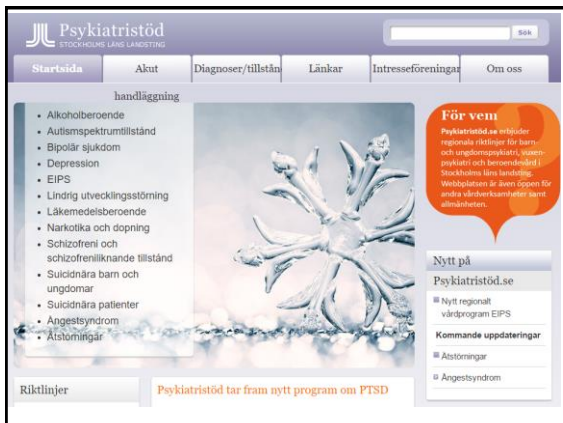 Psykiatristöd
STOCKHOLMS LÄNS LANDSTING
Sök
Startsida
Akut
Diagnoser/tillstån
Länkar
Intresseföreningar
Om oss
handläggning
Alkoholberoende
Autismspektrumtillstånd
Bipolär sjukdom
Depression
EIPS
Lindrig utvecklingsstörning
Läkemedelsberoende
Narkotika och dopning
Schizofreni och
schizofreniliknande tillstånd
Suicidnära barn och
ungdomar
Suicidnära patienter
Ångestsyndrom
Ätstörningar
För vem
Psykiatristöd.se erbjuder
regionala riktlinjer för barn-
och ungdomspsykiatri, vuxen-
psykiatri och beroendevård i
Stockholms läns landsting.
Webbplatsen är även öppen för
andra vårdverksamheter samt
allmänheten.
Nytt på
Psykiatristöd.se
Nytt regionalt
vårdprogram EIPS
Kommande uppdateringar
Ätstörningar
Ångestsyndrom
Riktlinjer
Psykiatristöd tar fram nytt program om PTSD